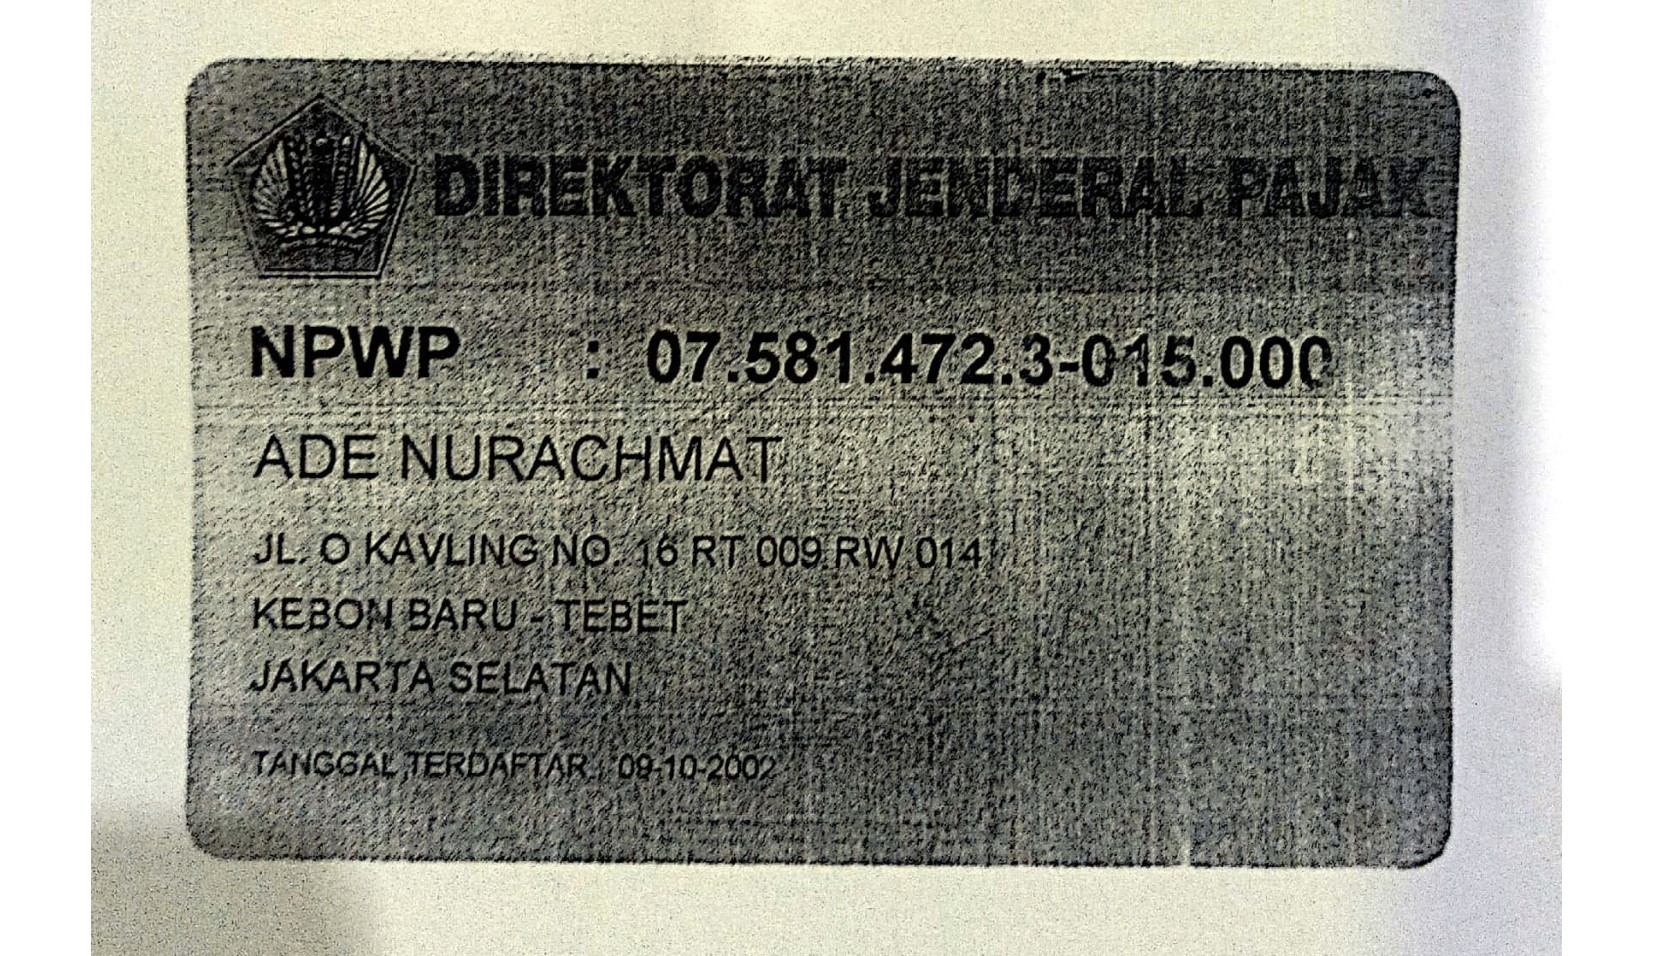 DIREKTORAT JENDERAL PAJAK
NPWP : 07.581.472.3-015.000
ADE NURACHMAT
JL. O KAVLING NO. 16 RT 009 RW 014
KEBON BARU - TEBET
JAKARTA SELATAN
TANGGAL TERDAFTAR : 09-10-2002